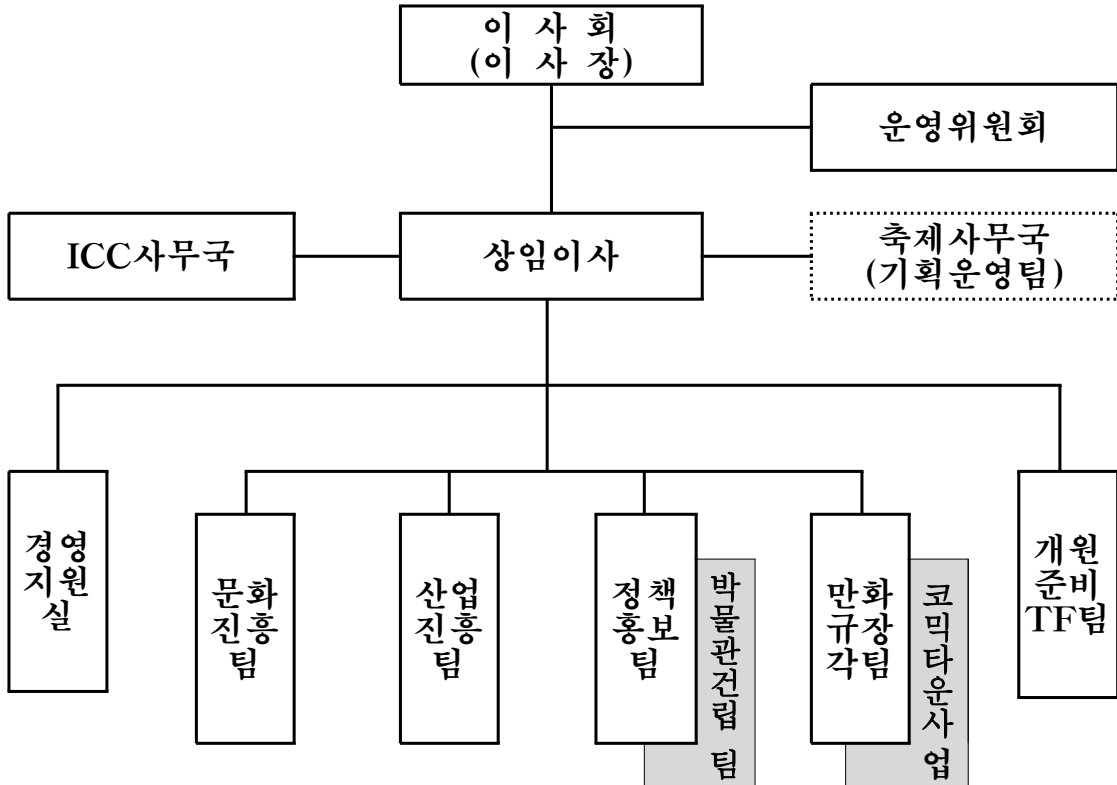 이 사 회
(이 사 장)
운영위원회
ICC사무국
상임이사
축제사무국
(기획운영팀)
경영
지원
실
문화
진흥
팀
산업
진흥
팀
정책
홍보
팀
박물관건립 팀
만화
규장
각팀
코믹타운사 업
개원
준비
TF팀